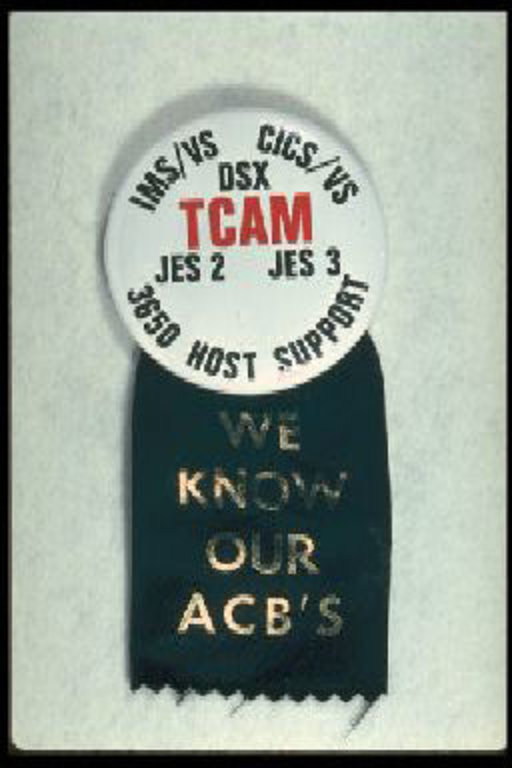 IMS/VS CICS/VS
DSX
TCAM
JES 2 JES 3
3650 HOST SUPPORT
WE
KNOW
OUR
ACB'S